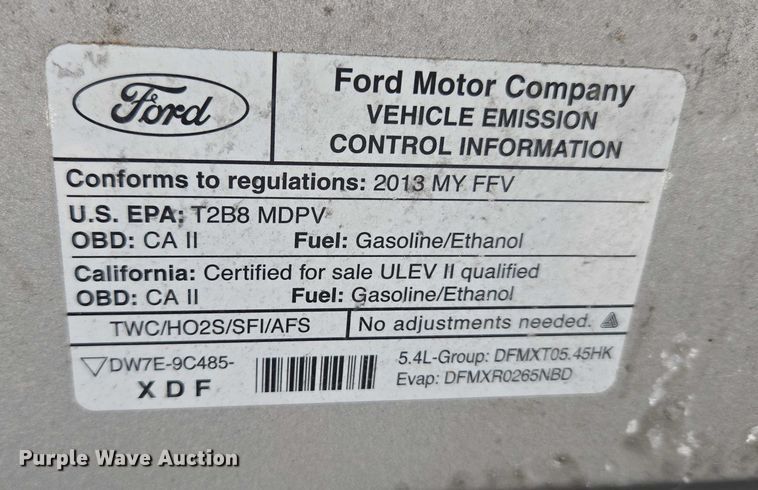 Ford
Ford Motor Company
VEHICLE EMISSION
CONTROL INFORMATION
Conforms to regulations: 2013 MY FFV
U.S. EPA: T2B8 MDPV
OBD: CA II Fuel: Gasoline/Ethanol
California: Certified for sale ULEV II qualified
OBD: CA II Fuel: Gasoline/Ethanol
TWC/HO2S/SFI/AFS No adjustments needed.
DW7E-9C485-
XDF
5.4L-Group: DFMXT05.45HK
Evap: DFMXR0265NBD
Purple Wave Auction